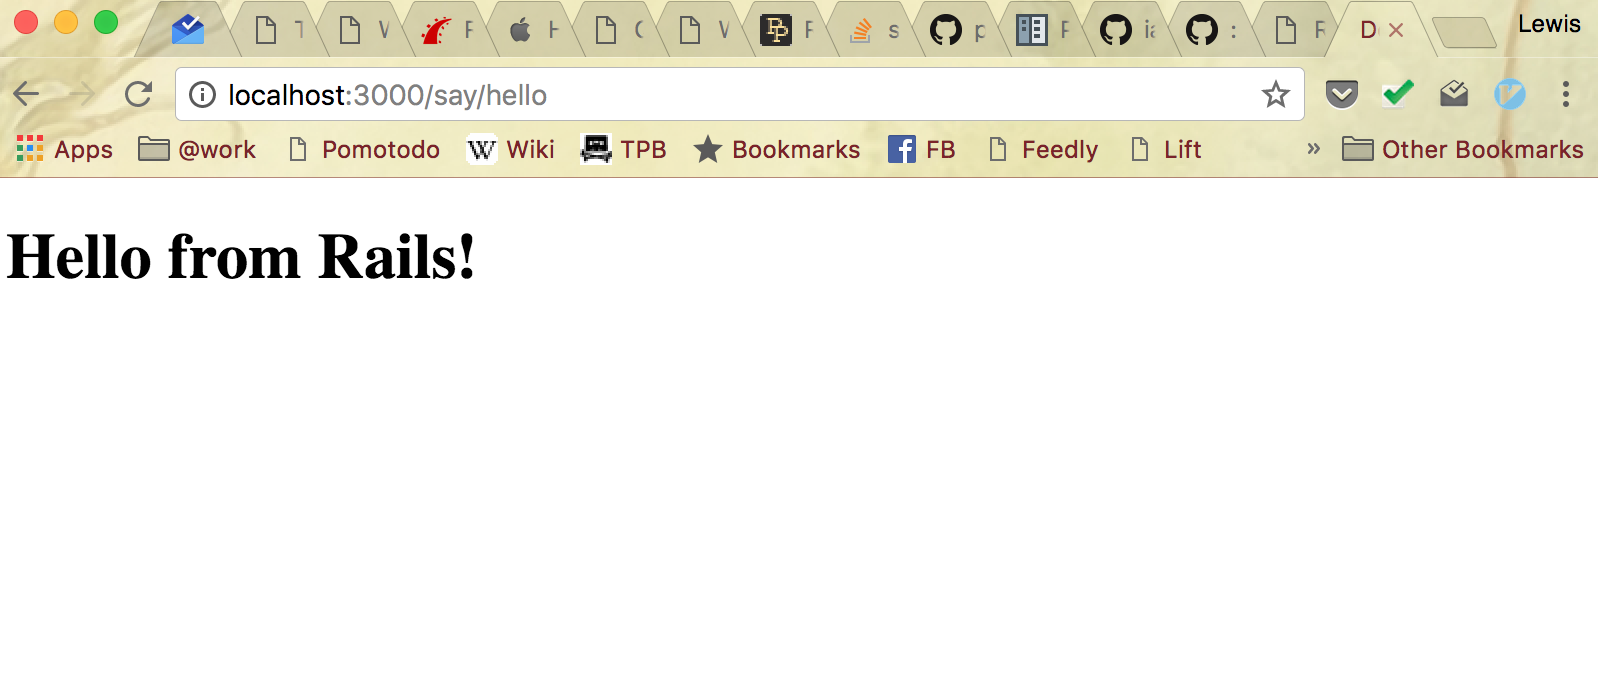 Lewis
localhost:3000/say/hello
Apps @work Pomotodo Wiki TPB Bookmarks FB Feedly Lift » Other Bookmarks
Hello from Rails!